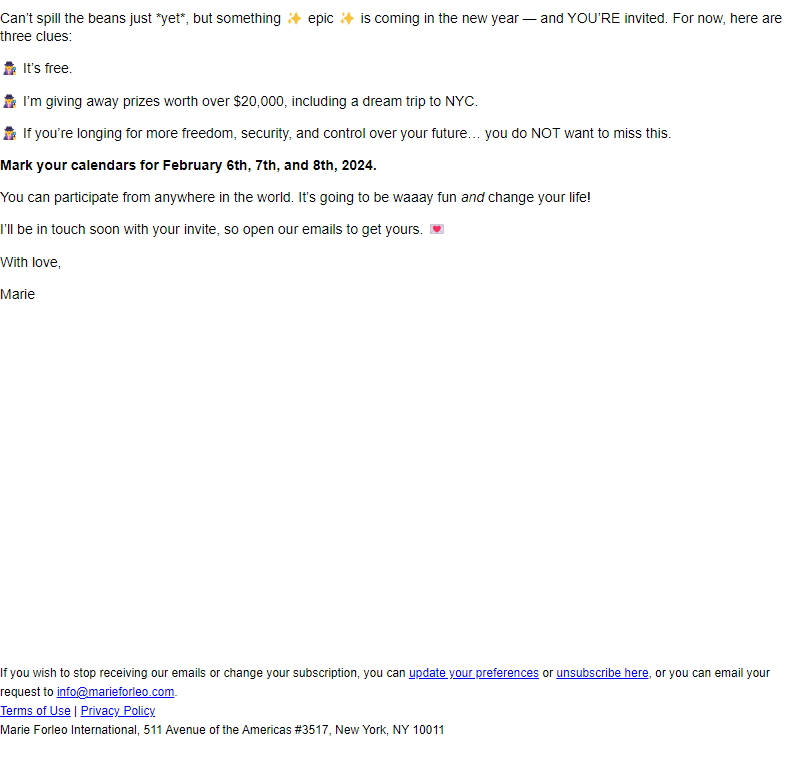 Can’t spill the beans just *yet*, but something ✨ epic ✨ is coming in the new year — and YOU’RE invited. For now, here are
three clues:
🕵️‍♀️ It’s free.
🕵️‍♀️ I’m giving away prizes worth over $20,000, including a dream trip to NYC.
🕵️‍♀️ If you’re longing for more freedom, security, and control over your future… you do NOT want to miss this.
Mark your calendars for February 6th, 7th, and 8th, 2024.
You can participate from anywhere in the world. It’s going to be waaay fun and change your life!
I’ll be in touch soon with your invite, so open our emails to get yours. 💌
With love,
Marie
If you wish to stop receiving our emails or change your subscription, you can update your preferences or unsubscribe here, or you can email your
request to info@marieforleo.com.
Terms of Use | Privacy Policy
Marie Forleo International, 511 Avenue of the Americas #3517, New York, NY 10011